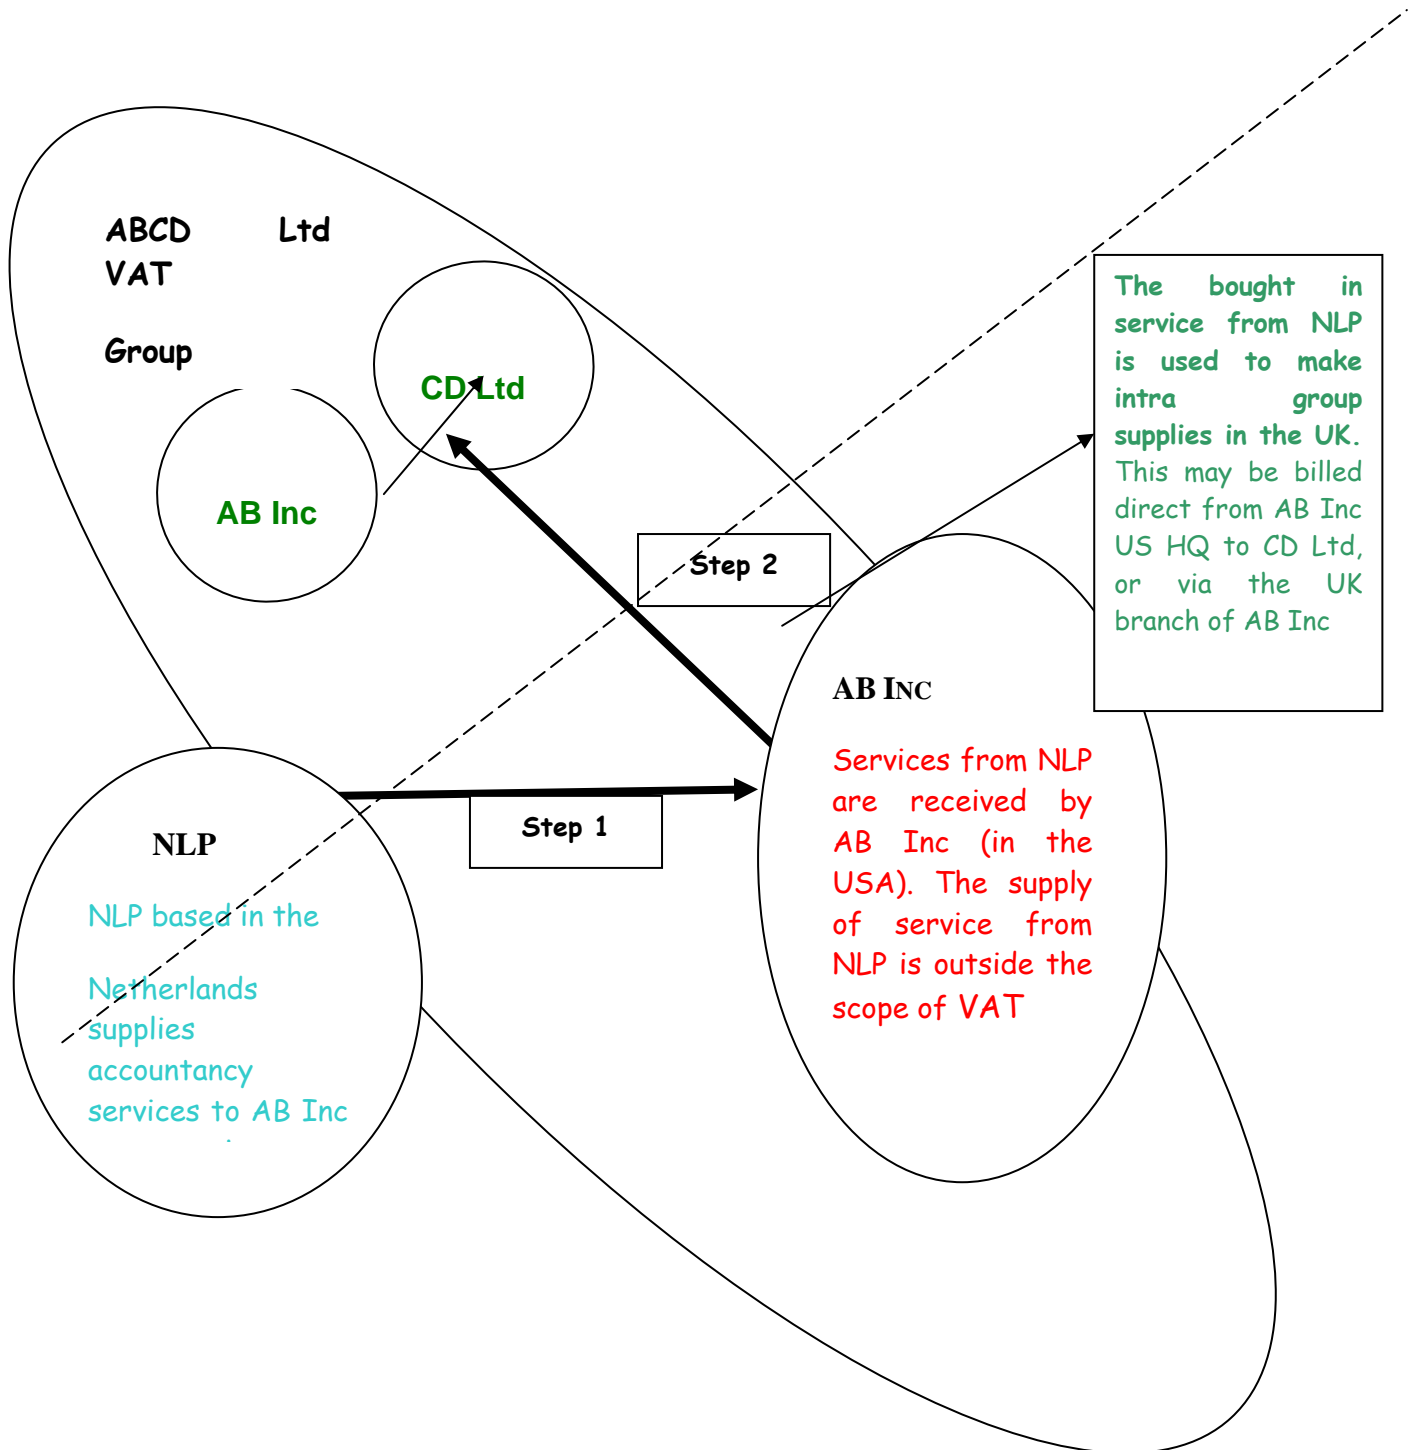 ABCD Ltd
VAT
Group
CD Ltd
AB Inc
The bought in
service from NLP
is used to make
intra group
supplies in the UK.
This may be billed
direct from AB Inc
US HQ to CD Ltd,
or via the UK
branch of AB Inc
Step 2
AB INC
Services from NLP
are received by
AB Inc (in the
USA). The supply
of service from
NLP is outside the
scope of VAT
Step 1
NLP
NLP based in the
Netherlands
supplies
accountancy
services to AB Inc